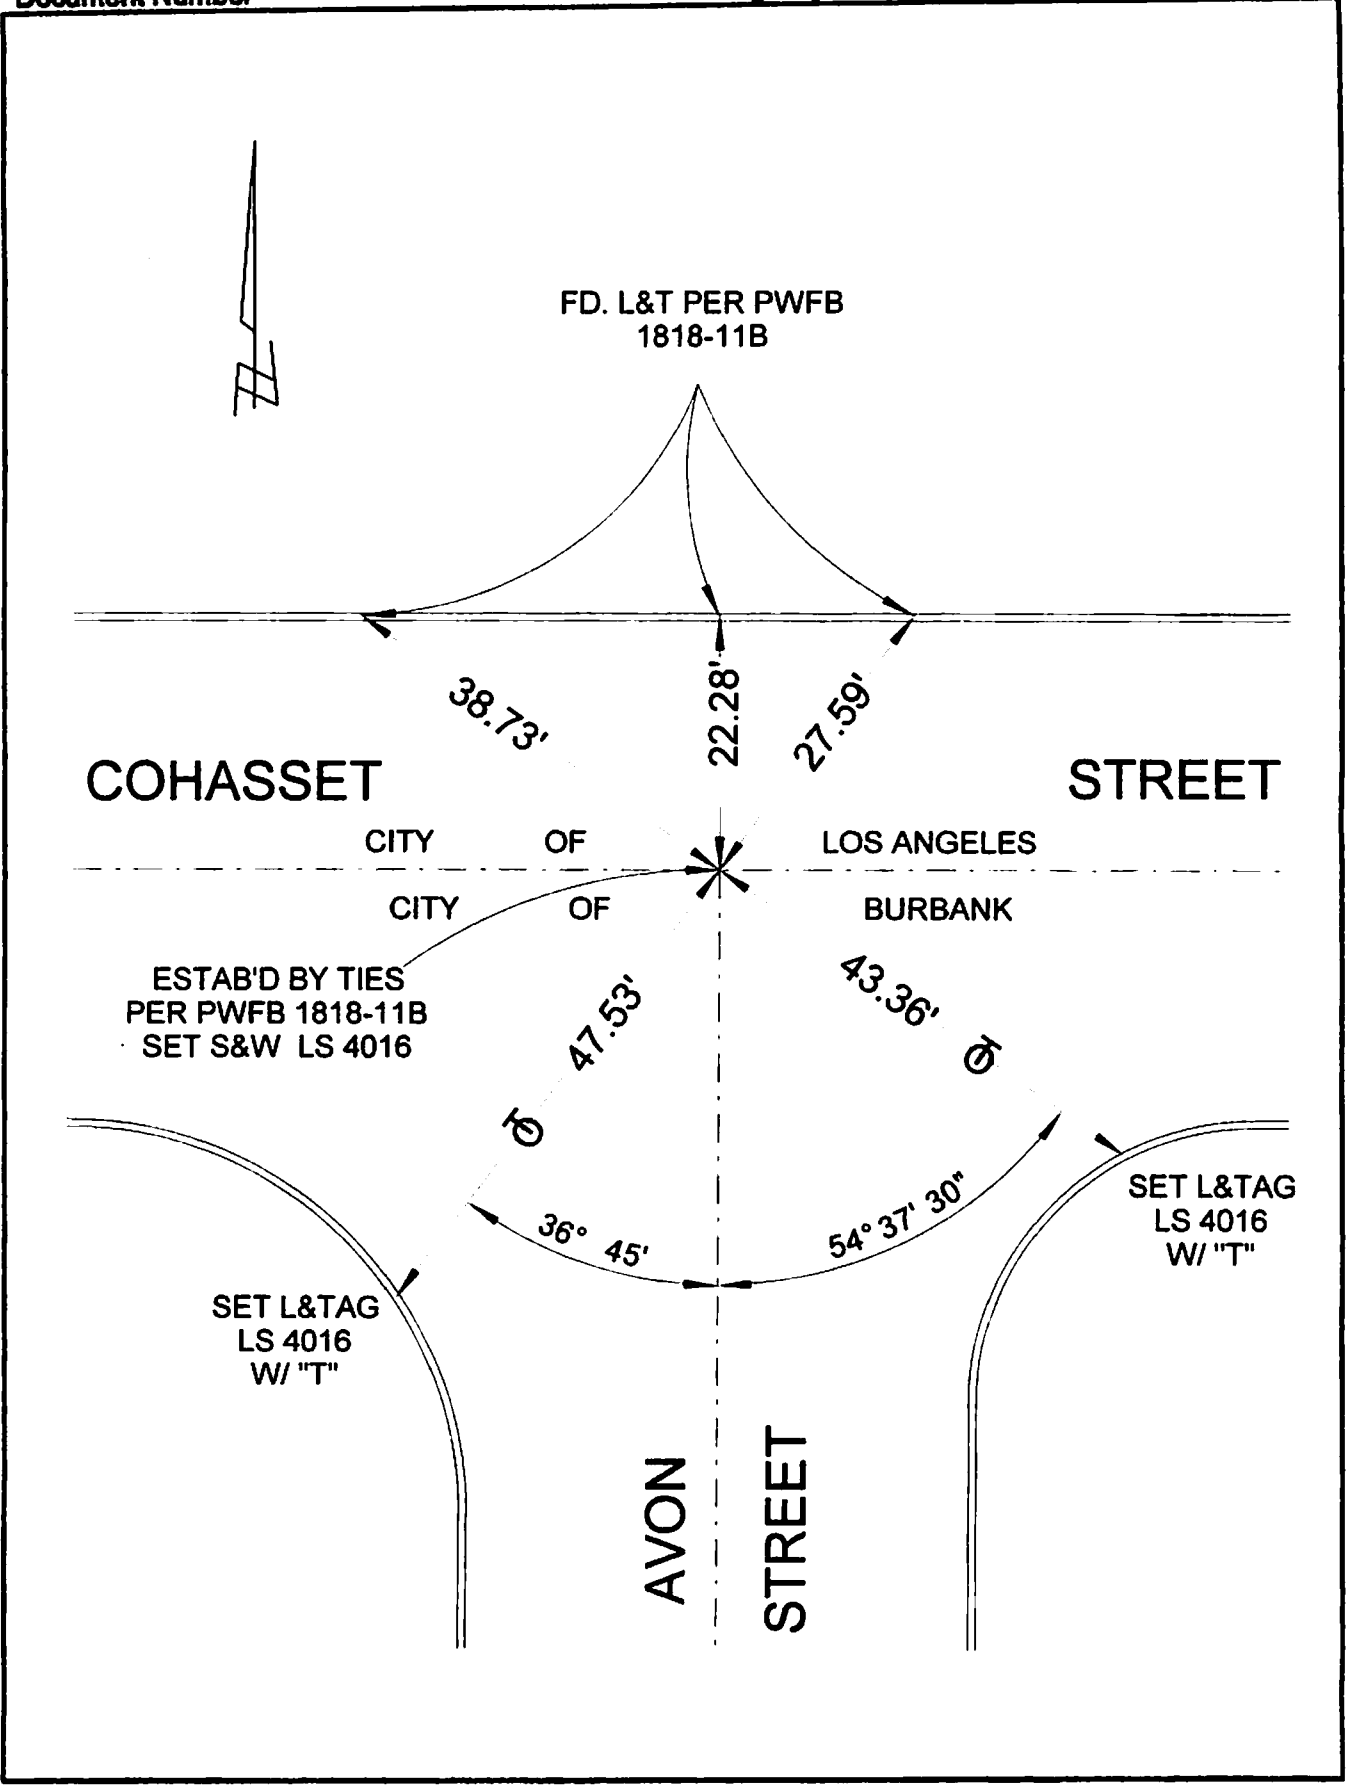 Document Number
FD. L&T PER PWFB
1818-11B
38.73'
22.28'
27.59'
COHASSET STREET
CITY OF LOS ANGELES
CITY OF BURBANK
ESTAB'D BY TIES
PER PWFB 1818-11B
SET S&W LS 4016
47.53'
43.36'
36° 45'
54° 37' 30"
SET L&TAG
LS 4016
W/ "T"
SET L&TAG
LS 4016
W/ "T"
AVON
STREET